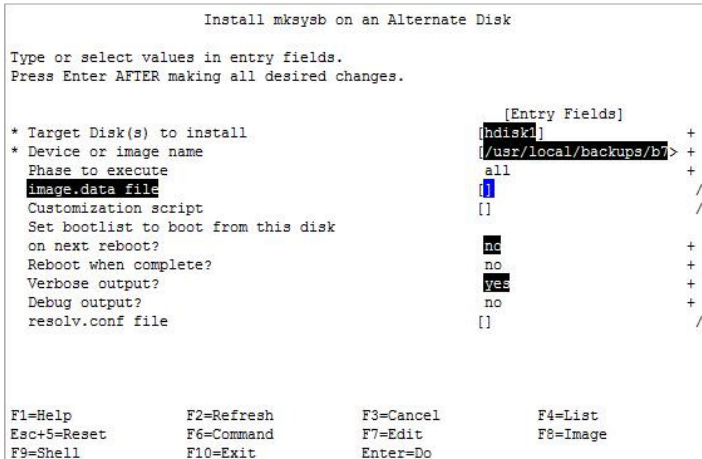 Install mksysb on an Alternate Disk
Type or select values in entry fields.
Press Enter AFTER making all desired changes.
[Entry Fields]
* Target Disk(s) to install [hdisk1] +
* Device or image name [/usr/local/backups/b7> +
Phase to execute all +
image.data file [] /
Customization script [] /
Set bootlist to boot from this disk
on next reboot? no +
Reboot when complete? no +
Verbose output? yes +
Debug output? no +
resolv.conf file [] /
F1=Help F2=Refresh F3=Cancel F4=List
Esc+5=Reset F6=Command F7=Edit F8=Image
F9=Shell F10=Exit Enter=Do